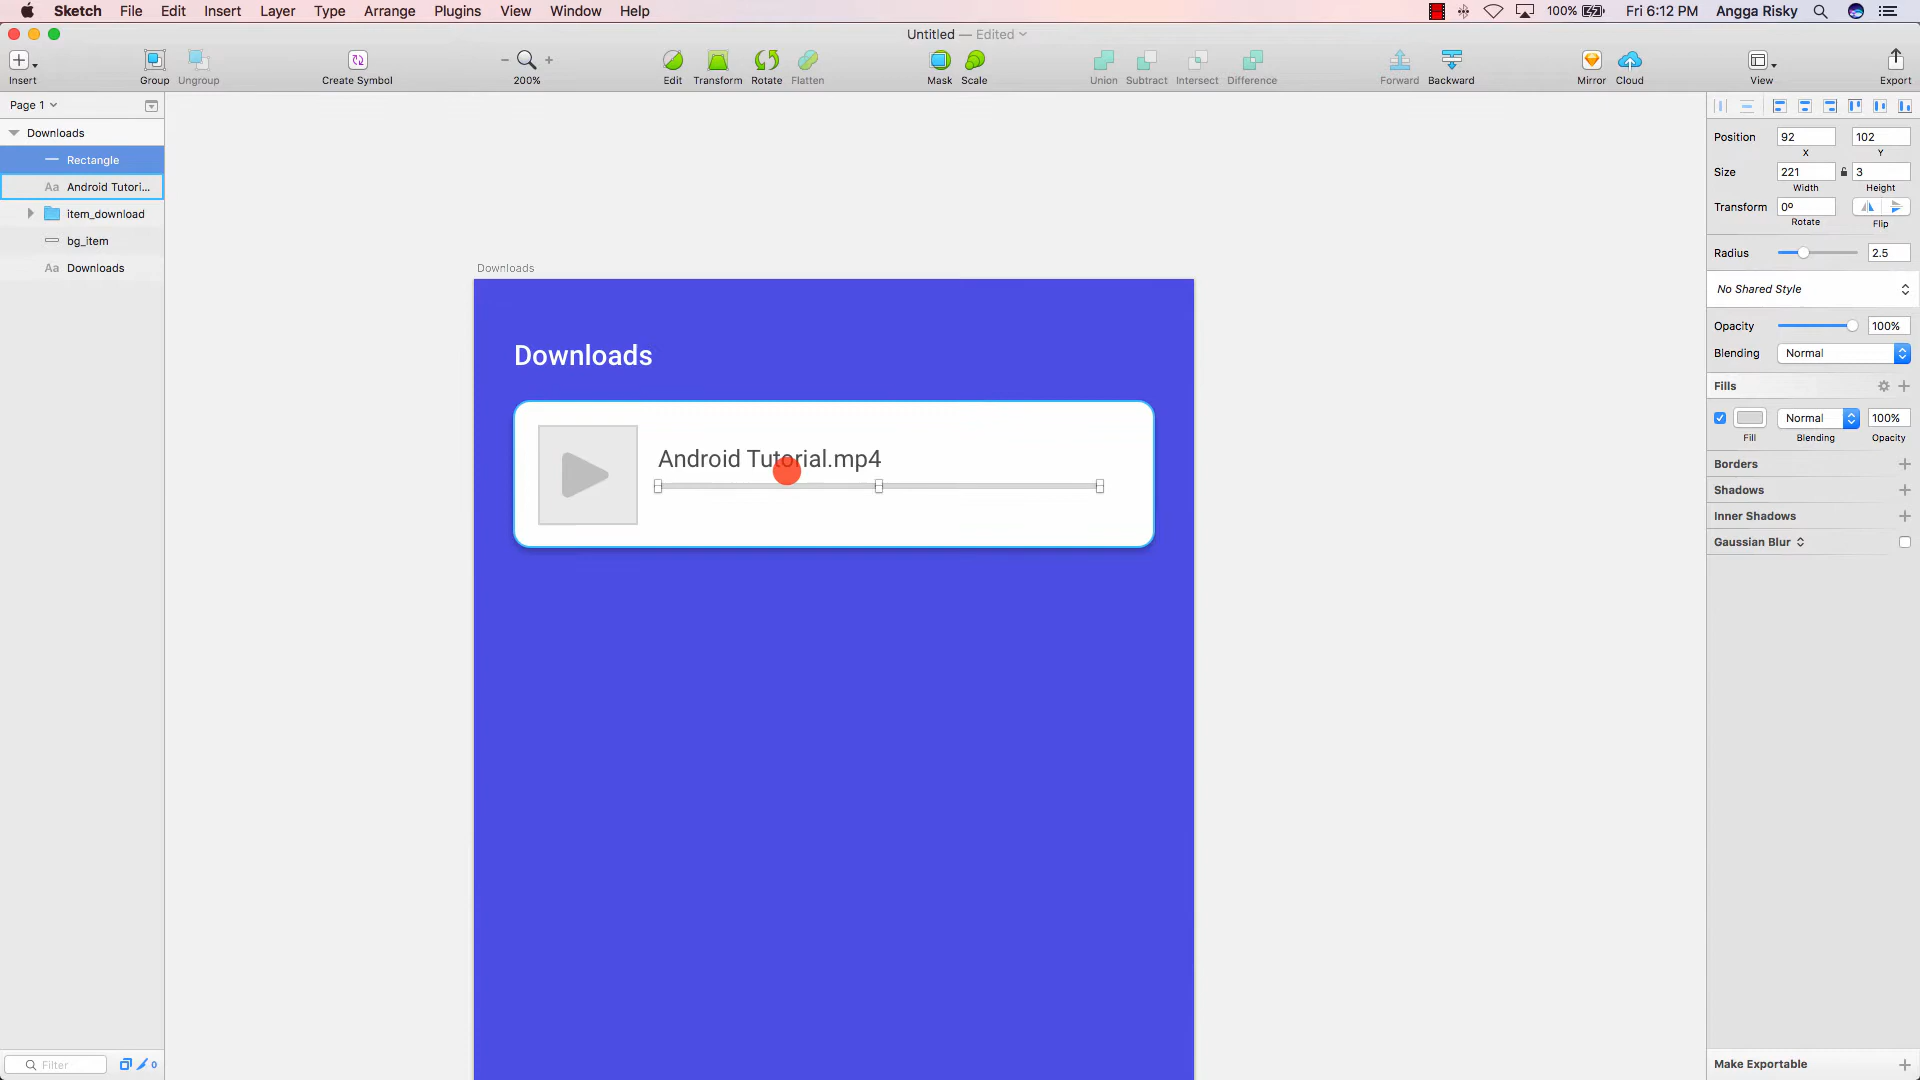 Sketch File Edit Insert Layer Type Arrange Plugins View Window Help 100% Fri 6:12 PM Angga Risky
Untitled — Edited
Insert Group Ungroup Create Symbol 200% Edit Transform Rotate Flatten Mask Scale Union Subtract Intersect Difference Forward Backward Mirror Cloud View Export
Page 1
Downloads
Rectangle
Aa Android Tutori...
item_download
bg_item
Aa Downloads
Filter
0
Downloads
Downloads
Android Tutorial.mp4
Position 92 102
X Y
Size 221 3
Width Height
Transform 0º
Rotate Flip
Radius 2.5
No Shared Style
Opacity 100%
Blending Normal
Fills
Normal 100%
Fill Blending Opacity
Borders
Shadows
Inner Shadows
Gaussian Blur
Make Exportable